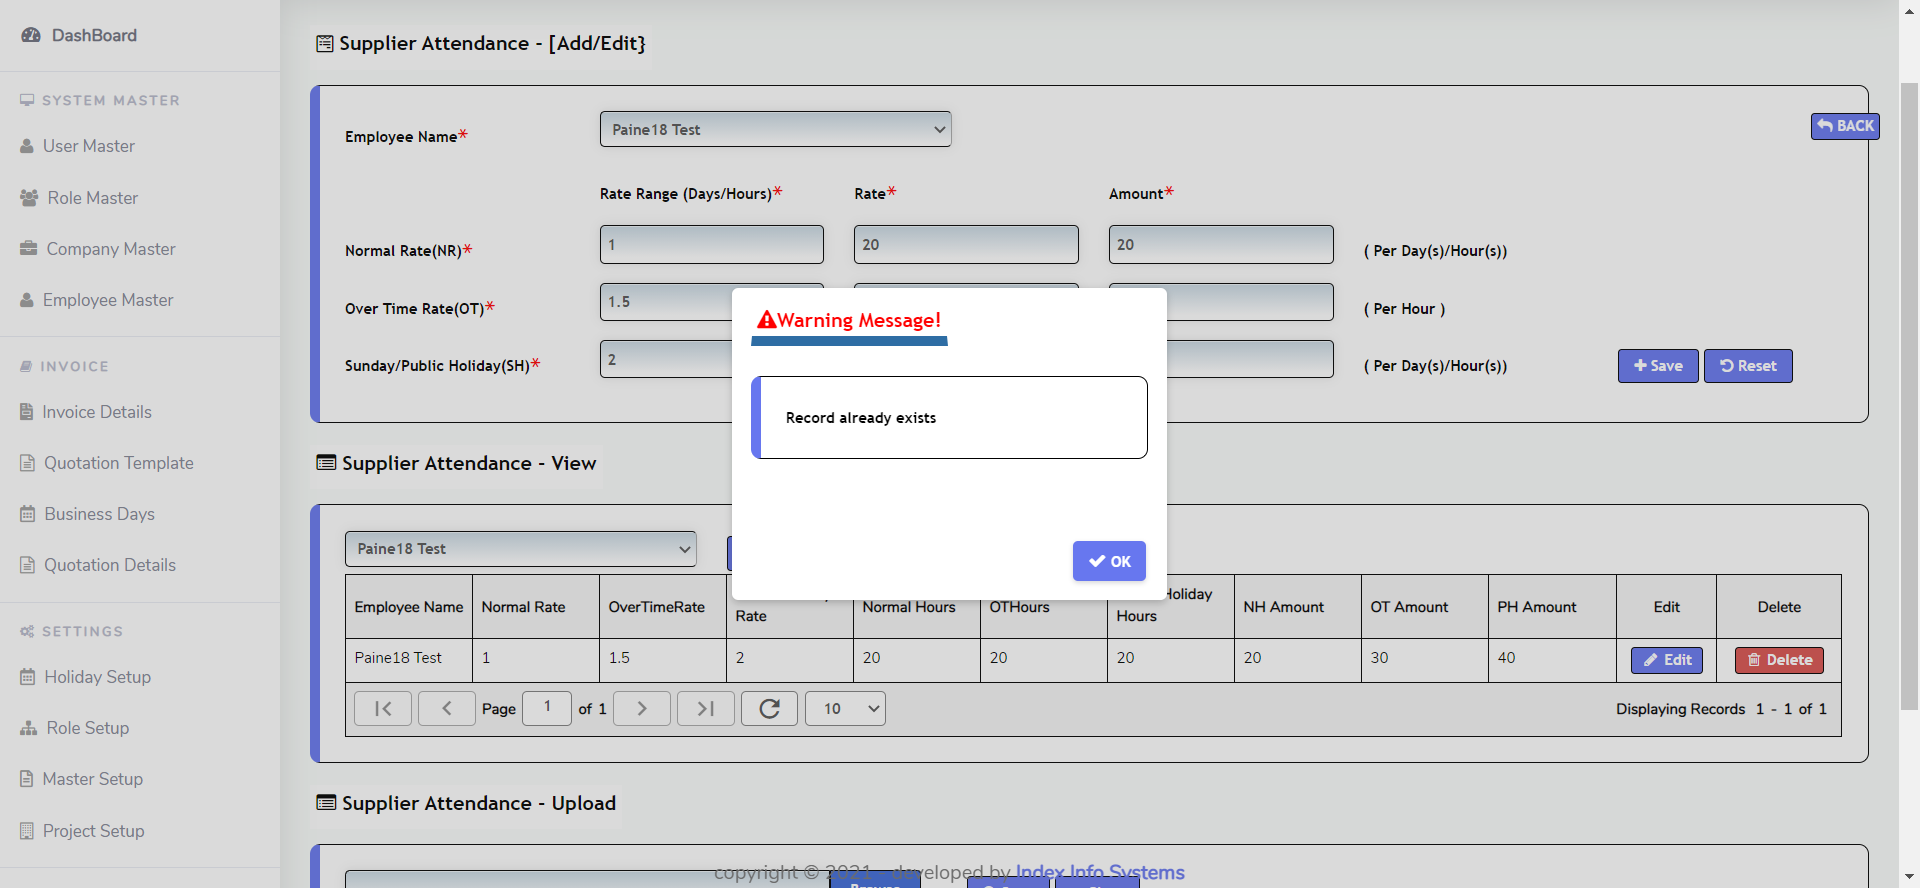 DashBoard
SYSTEM MASTER
User Master
Role Master
Company Master
Employee Master
INVOICE
Invoice Details
Quotation Template
Business Days
Quotation Details
SETTINGS
Holiday Setup
Role Setup
Master Setup
Project Setup
Supplier Attendance - [Add/Edit}
Employee Name* Paine18 Test BACK
Rate Range (Days/Hours)* Rate* Amount*
Normal Rate(NR)* 1 20 20 ( Per Day(s)/Hour(s))
Over Time Rate(OT)* 1.5 ( Per Hour )
Sunday/Public Holiday(SH)* 2 ( Per Day(s)/Hour(s)) Save Reset
Warning Message!
Record already exists
OK
Supplier Attendance - View
Paine18 Test
Employee Name Normal Rate OverTimeRate Rate Normal Hours OTHours Holiday Hours NH Amount OT Amount PH Amount Edit Delete
Paine18 Test 1 1.5 2 20 20 20 20 30 40 Edit Delete
Page 1 of 1 10 Displaying Records 1 - 1 of 1
Supplier Attendance - Upload
copyright © 2021 - developed by Index Info Systems